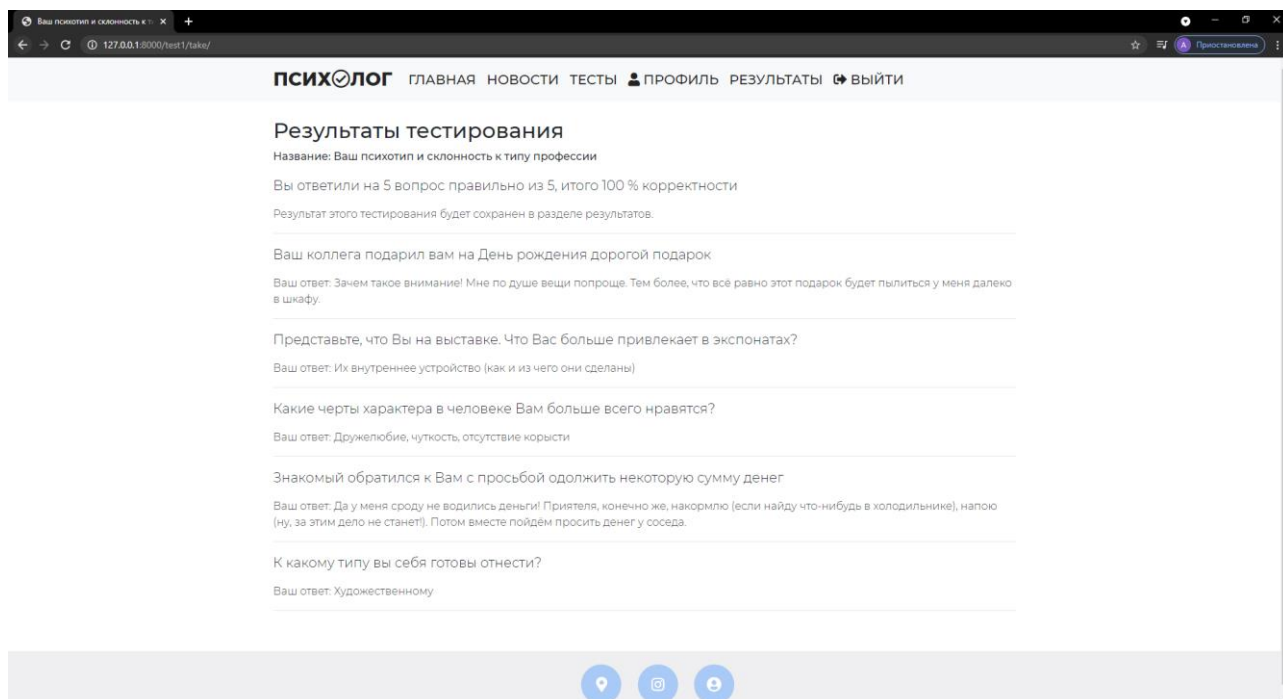 Ваш психотип и склонность к т
127.0.0.1:8000/test1/take/
A Приостановлена
ПСИХОЛОГ ГЛАВНАЯ НОВОСТИ ТЕСТЫ ПРОФИЛЬ РЕЗУЛЬТАТЫ ВЫЙТИ
Результаты тестирования
Название: Ваш психотип и склонность к типу профессии
Вы ответили на 5 вопрос правильно из 5, итого 100 % корректности
Результат этого тестирования будет сохранен в разделе результатов.
Ваш коллега подарил вам на День рождения дорогой подарок
Ваш ответ: Зачем такое внимание! Мне по душе вещи попроще. Тем более, что всё равно этот подарок будет пылиться у меня далеко
в шкафу.
Представьте, что Вы на выставке. Что Вас больше привлекает в экспонатах?
Ваш ответ: Их внутреннее устройство (как и из чего они сделаны)
Какие черты характера в человеке Вам больше всего нравятся?
Ваш ответ: Дружелюбие, чуткость, отсутствие корысти
Знакомый обратился к Вам с просьбой одолжить некоторую сумму денег
Ваш ответ: Да у меня сроду не водились деньги! Приятеля, конечно же, накормлю (если найду что-нибудь в холодильнике), напою
(ну, за этим дело не станет!). Потом вместе пойдём просить денег у соседа.
К какому типу вы себя готовы отнести?
Ваш ответ: Художественному